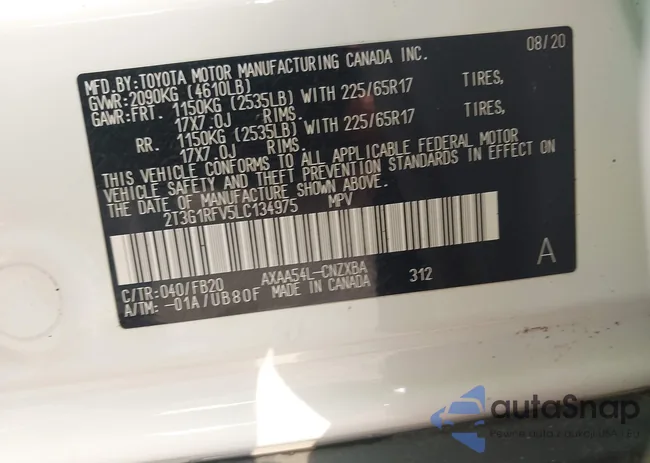 MFD.BY:TOYOTA MOTOR MANUFACTURING CANADA INC. 08/20
GVWR:2090KG (4610LB)
GAWR:FRT. 1150KG (2535LB) WITH 225/65R17 TIRES,
17X7.0J RIMS.
RR. 1150KG (2535LB) WITH 225/65R17 TIRES,
17X7.0J RIMS.
THIS VEHICLE CONFORMS TO ALL APPLICABLE FEDERAL MOTOR
VEHICLE SAFETY AND THEFT PREVENTION STANDARDS IN EFFECT ON
THE DATE OF MANUFACTURE SHOWN ABOVE.
2T3G1RFV5LC134975 MPV
A
C/TR:040/FB20 AXAA54L-CNZXBA 312
A/TM: -01A/UB80F MADE IN CANADA
autoSnap